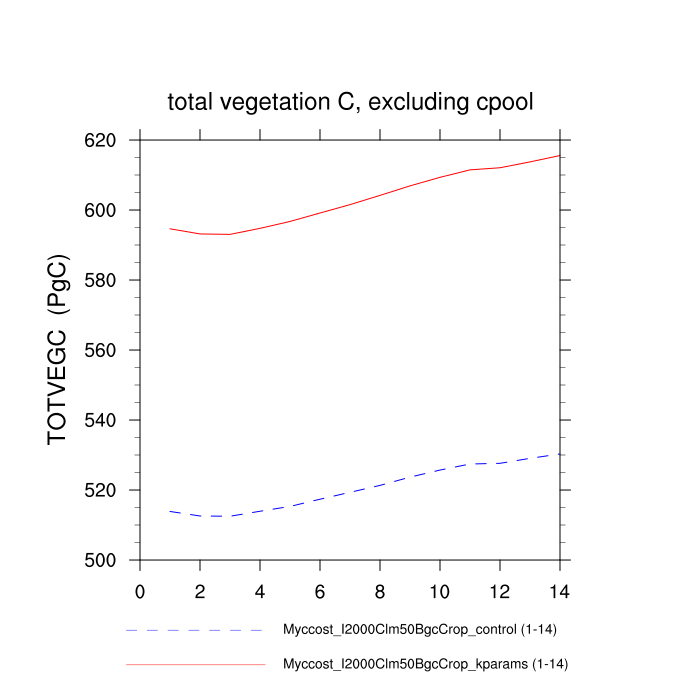 total vegetation C, excluding cpool
TOTVEGC (PgC)
620
600
580
560
540
520
500
0 2 4 6 8 10 12 14
Myccost_I2000Clm50BgcCrop_control (1-14)
Myccost_I2000Clm50BgcCrop_kparams (1-14)